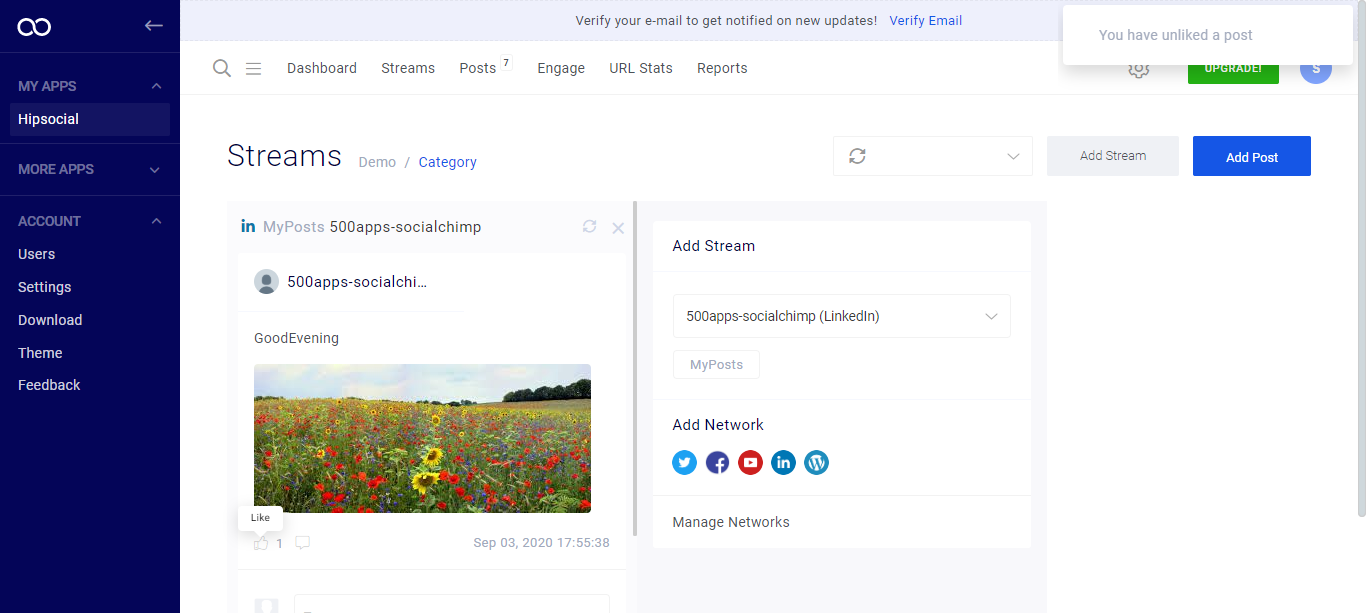 Verify your e-mail to get notified on new updates! Verify Email
You have unliked a post
MY APPS
Hipsocial
MORE APPS
ACCOUNT
Users
Settings
Download
Theme
Feedback
Dashboard Streams Posts 7 Engage URL Stats Reports
UPGRADE!
S
Streams Demo / Category
Add Stream
Add Post
in MyPosts 500apps-socialchimp
500apps-socialchi...
GoodEvening
Like
1
Sep 03, 2020 17:55:38
Add Stream
500apps-socialchimp (LinkedIn)
MyPosts
Add Network
Manage Networks